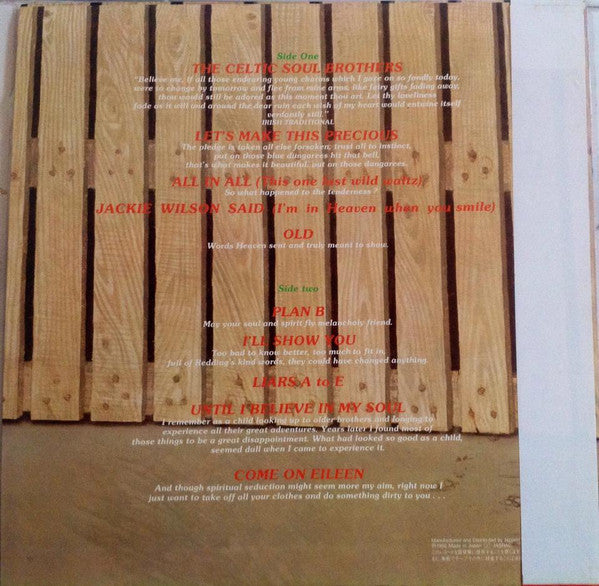 Side One
THE CELTIC SOUL BROTHERS
"Believe me, if all those endearing young charms which I gaze on so fondly today,
were to change by tomorrow and flee from mine arms, like fairy gifts fading away,
thou would still be adored as this moment thou art. Let thy loveliness
fade as it will and around the dear ruin each wish of my heart would entwine itself
verdantly still."
IRISH TRADITIONAL
LET'S MAKE THIS PRECIOUS
The pledge is taken all else forsaken, trust all to instinct,
put on those blue dungarees hit that bell,
that's what makes it beautiful, put on those dungarees.
ALL IN ALL (This one last wild waltz)
So what happened to the tenderness?
JACKIE WILSON SAID (I'm in Heaven when you smile)
OLD
Words Heaven sent and truly meant to show.
Side two
PLAN B
May your soul and spirit fly melancholy friend.
I'LL SHOW YOU
Too bad to know better, too much to fit in,
full of Redding's kind words, they could have changed anything.
LIARS A to E
UNTIL I BELIEVE IN MY SOUL
I remember as a child looking up to older brothers and longing to
experience all their great adventures. Years later I found most of
those things to be a great disappointment. What had looked so good as a child,
seemed dall when I came to experience it.
COME ON EILEEN
And though spiritual seduction might seem more my aim, right now I
just want to take off all your clothes and do something dirty to you . . .
Manufactured and Distributed by Nippon
Made in Japan